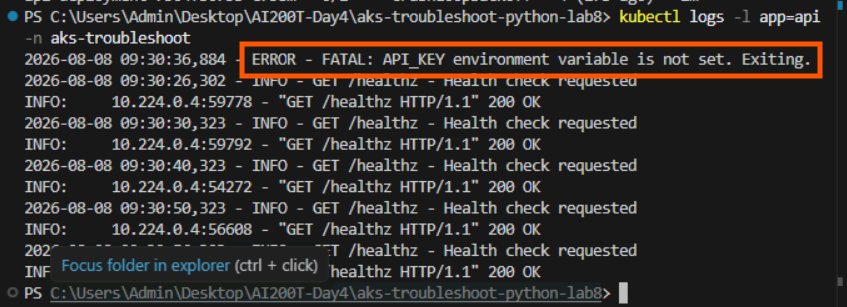 PS C:\Users\Admin\Desktop\AI200T-Day4\aks-troubleshoot-python-lab8> kubectl logs -l app=api
-n aks-troubleshoot
2026-08-08 09:30:36,884 - ERROR - FATAL: API_KEY environment variable is not set. Exiting.
2026-08-08 09:30:26,302 - INFO - GET /healthz - Health check requested
INFO:     10.224.0.4:59778 - "GET /healthz HTTP/1.1" 200 OK
2026-08-08 09:30:30,323 - INFO - GET /healthz - Health check requested
INFO:     10.224.0.4:59792 - "GET /healthz HTTP/1.1" 200 OK
2026-08-08 09:30:40,323 - INFO - GET /healthz - Health check requested
INFO:     10.224.0.4:54272 - "GET /healthz HTTP/1.1" 200 OK
2026-08-08 09:30:50,323 - INFO - GET /healthz - Health check requested
INFO:     10.224.0.4:56608 - "GET /healthz HTTP/1.1" 200 OK
GET /healthz - Health check requested
Focus folder in explorer (ctrl + click)
/healthz HTTP/1.1" 200 OK
PS C:\Users\Admin\Desktop\AI200T-Day4\aks-troubleshoot-python-lab8>